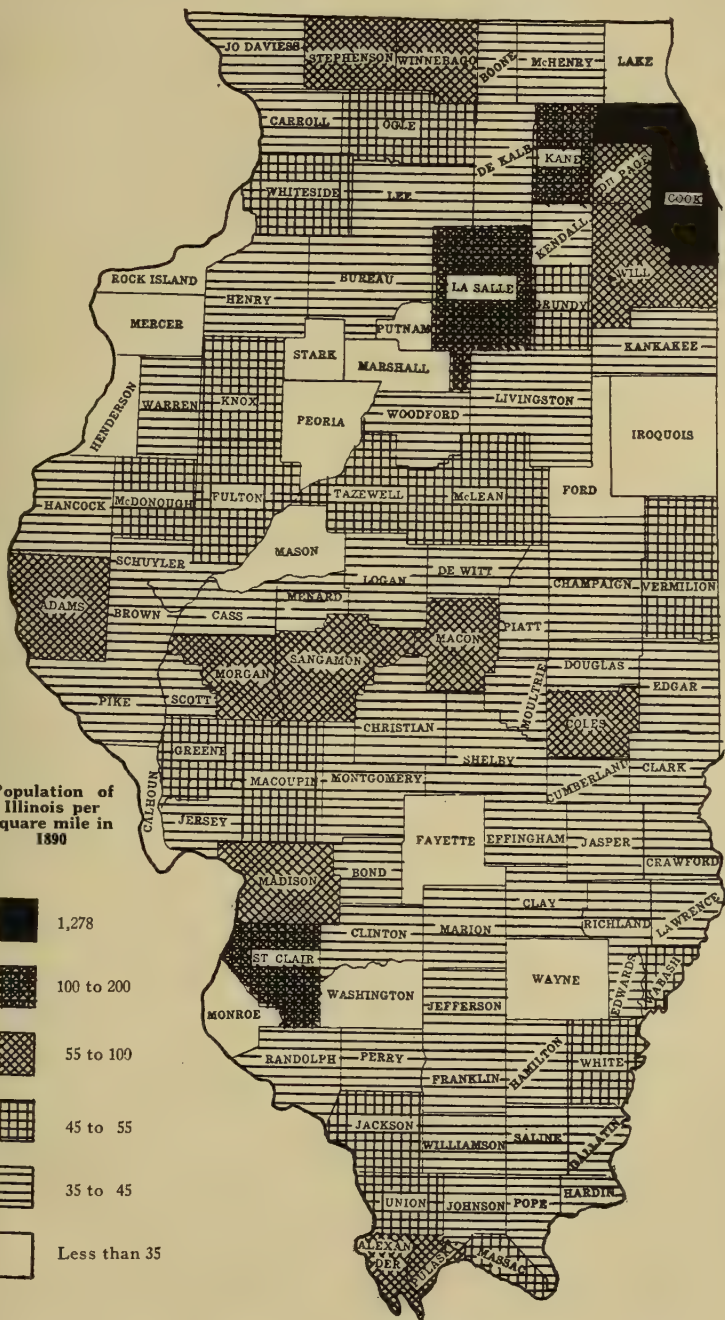 JO DAVIESS
STEPHENSON
WINNEBAGO
BOONE
McHENRY
LAKE
CARROLL
OGLE
DE KALB
KANE
DU PAGE
COOK
WHITESIDE
LEE
KENDALL
WILL
ROCK ISLAND
HENRY
BUREAU
LA SALLE
GRUNDY
MERCER
PUTNAM
KANKAKEE
STARK
MARSHALL
HENDERSON
WARREN
KNOX
PEORIA
WOODFORD
LIVINGSTON
IROQUOIS
HANCOCK
McDONOUGH
FULTON
TAZEWELL
McLEAN
FORD
SCHUYLER
MASON
LOGAN
DE WITT
CHAMPAIGN
VERMILION
ADAMS
BROWN
CASS
MENARD
MACON
PIATT
MORGAN
SANGAMON
MOULTRIE
DOUGLAS
EDGAR
PIKE
SCOTT
CHRISTIAN
COLES
SHELBY
GREENE
MACOUPIN
MONTGOMERY
CUMBERLAND
CLARK
CALHOUN
JERSEY
FAYETTE
EFFINGHAM
JASPER
CRAWFORD
MADISON
BOND
CLAY
RICHLAND
LAWRENCE
CLINTON
MARION
ST CLAIR
WASHINGTON
WAYNE
EDWARDS
WABASH
MONROE
JEFFERSON
RANDOLPH
PERRY
FRANKLIN
HAMILTON
WHITE
JACKSON
WILLIAMSON
SALINE
GALLATIN
UNION
JOHNSON
POPE
HARDIN
ALEXAN
DER
PULASKI
MASSAC
opulation of
Illinois per
quare mile in
1890
1,278
100 to 200
55 to 100
45 to 55
35 to 45
Less than 35